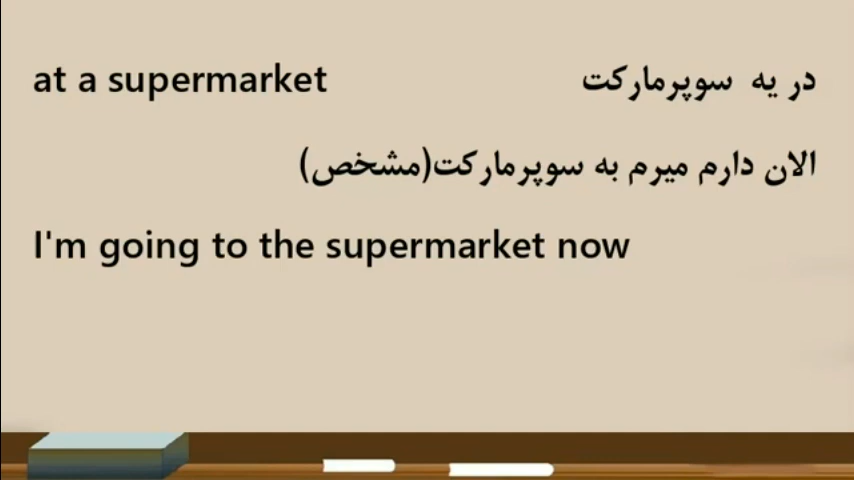 at a supermarket در یه سوپرمارکت
الان دارم میرم به سوپرمارکت(مشخص)
I'm going to the supermarket now